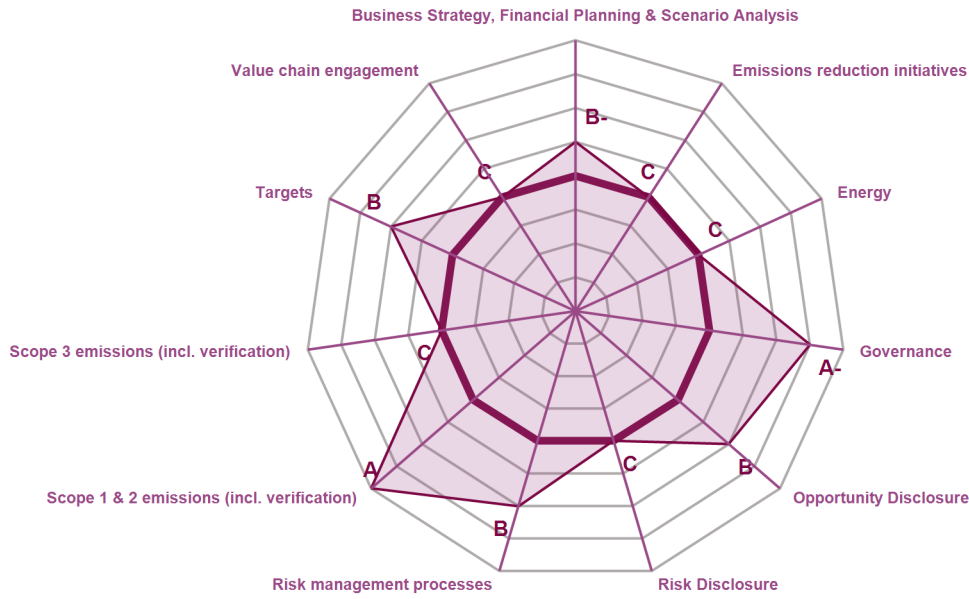 Business Strategy, Financial Planning & Scenario Analysis
Value chain engagement
Emissions reduction initiatives
B-
C
C
Targets
B
Energy
C
Scope 3 emissions (incl. verification)
C
Governance
A-
A
B
C
B
Scope 1 & 2 emissions (incl. verification)
Opportunity Disclosure
Risk management processes
Risk Disclosure